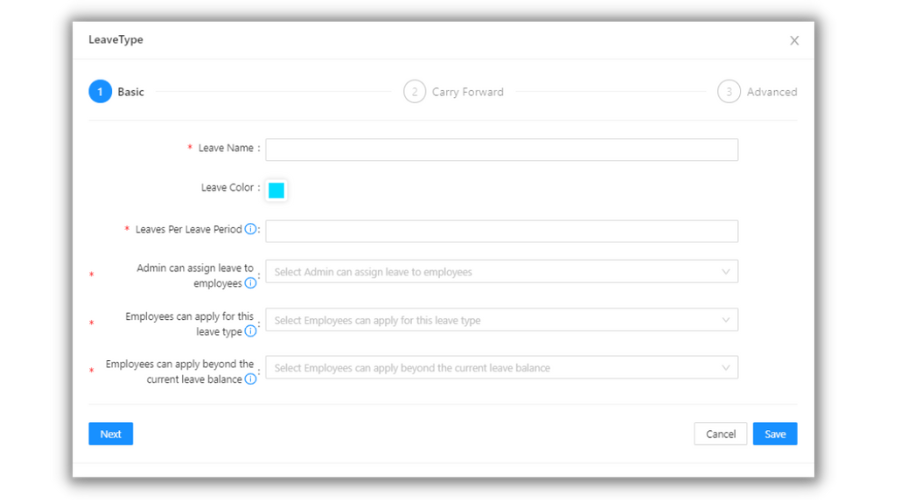 LeaveType
1 Basic 2 Carry Forward 3 Advanced
* Leave Name :
Leave Color :
* Leaves Per Leave Period :
* Admin can assign leave to
employees : Select Admin can assign leave to employees
* Employees can apply for this
leave type : Select Employees can apply for this leave type
* Employees can apply beyond the
current leave balance : Select Employees can apply beyond the current leave balance
Next Cancel Save